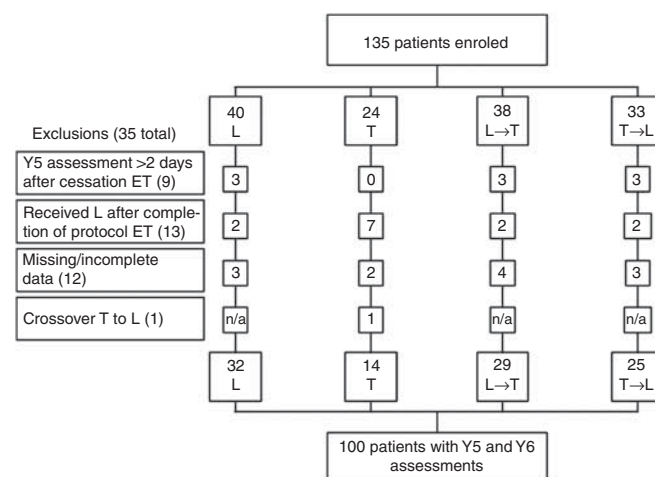 135 patients enroled
40
L
24
T
38
L→T
33
T→L
Exclusions (35 total)
Y5 assessment >2 days
after cessation ET (9)
3
0
3
3
Received L after comple-
tion of protocol ET (13)
2
7
2
2
Missing/incomplete
data (12)
3
2
4
3
Crossover T to L (1)
n/a
1
n/a
n/a
32
L
14
T
29
L→T
25
T→L
100 patients with Y5 and Y6
assessments